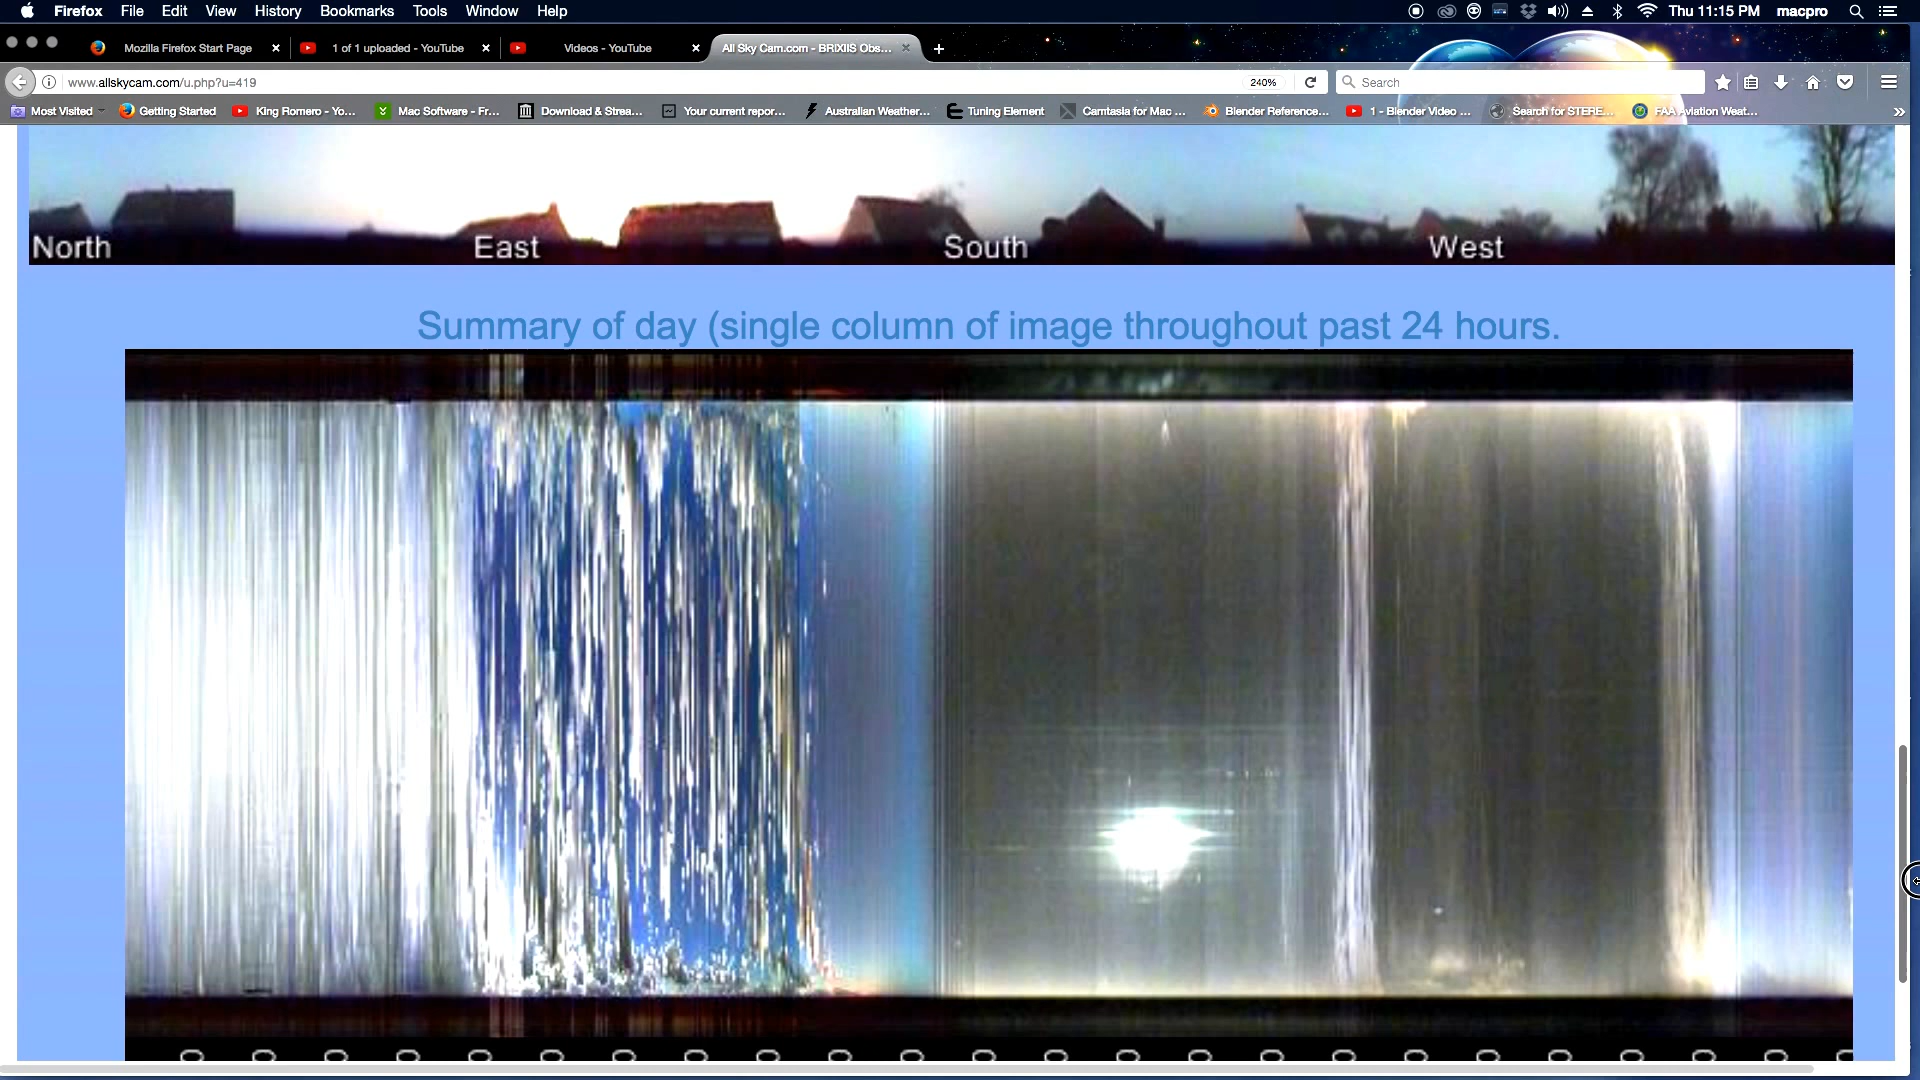 Firefox File Edit View History Bookmarks Tools Window Help Thu 11:15 PM macpro
Mozilla Firefox Start Page 1 of 1 uploaded - YouTube Videos - YouTube All Sky Cam.com - BRIXIIS Obs...
www.allskycam.com/u.php?u=419 240% Search
Most Visited Getting Started King Romero - Yo... Mac Software - Fr... Download & Strea... Your current repor... Australian Weather... Tuning Element Camtasia for Mac ... Blender Reference... 1 - Blender Video ... Search for STERE... FAA Aviation Weat...
North East South West
Summary of day (single column of image throughout past 24 hours.